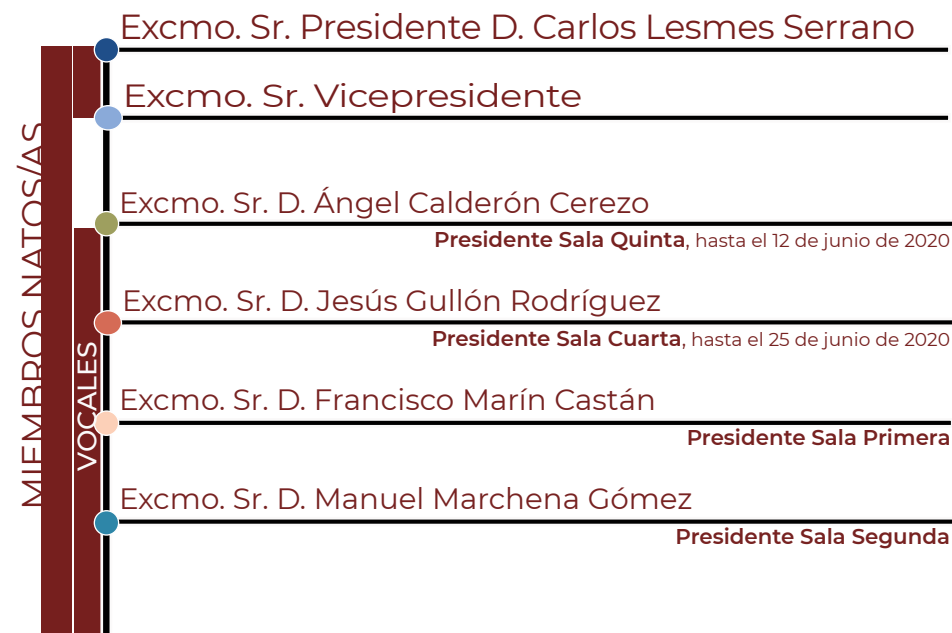 MIEMBROS NATOS/AS
VOCALES
Excmo. Sr. Presidente D. Carlos Lesmes Serrano
Excmo. Sr. Vicepresidente
Excmo. Sr. D. Ángel Calderón Cerezo
Presidente Sala Quinta, hasta el 12 de junio de 2020
Excmo. Sr. D. Jesús Gullón Rodríguez
Presidente Sala Cuarta, hasta el 25 de junio de 2020
Excmo. Sr. D. Francisco Marín Castán
Presidente Sala Primera
Excmo. Sr. D. Manuel Marchena Gómez
Presidente Sala Segunda